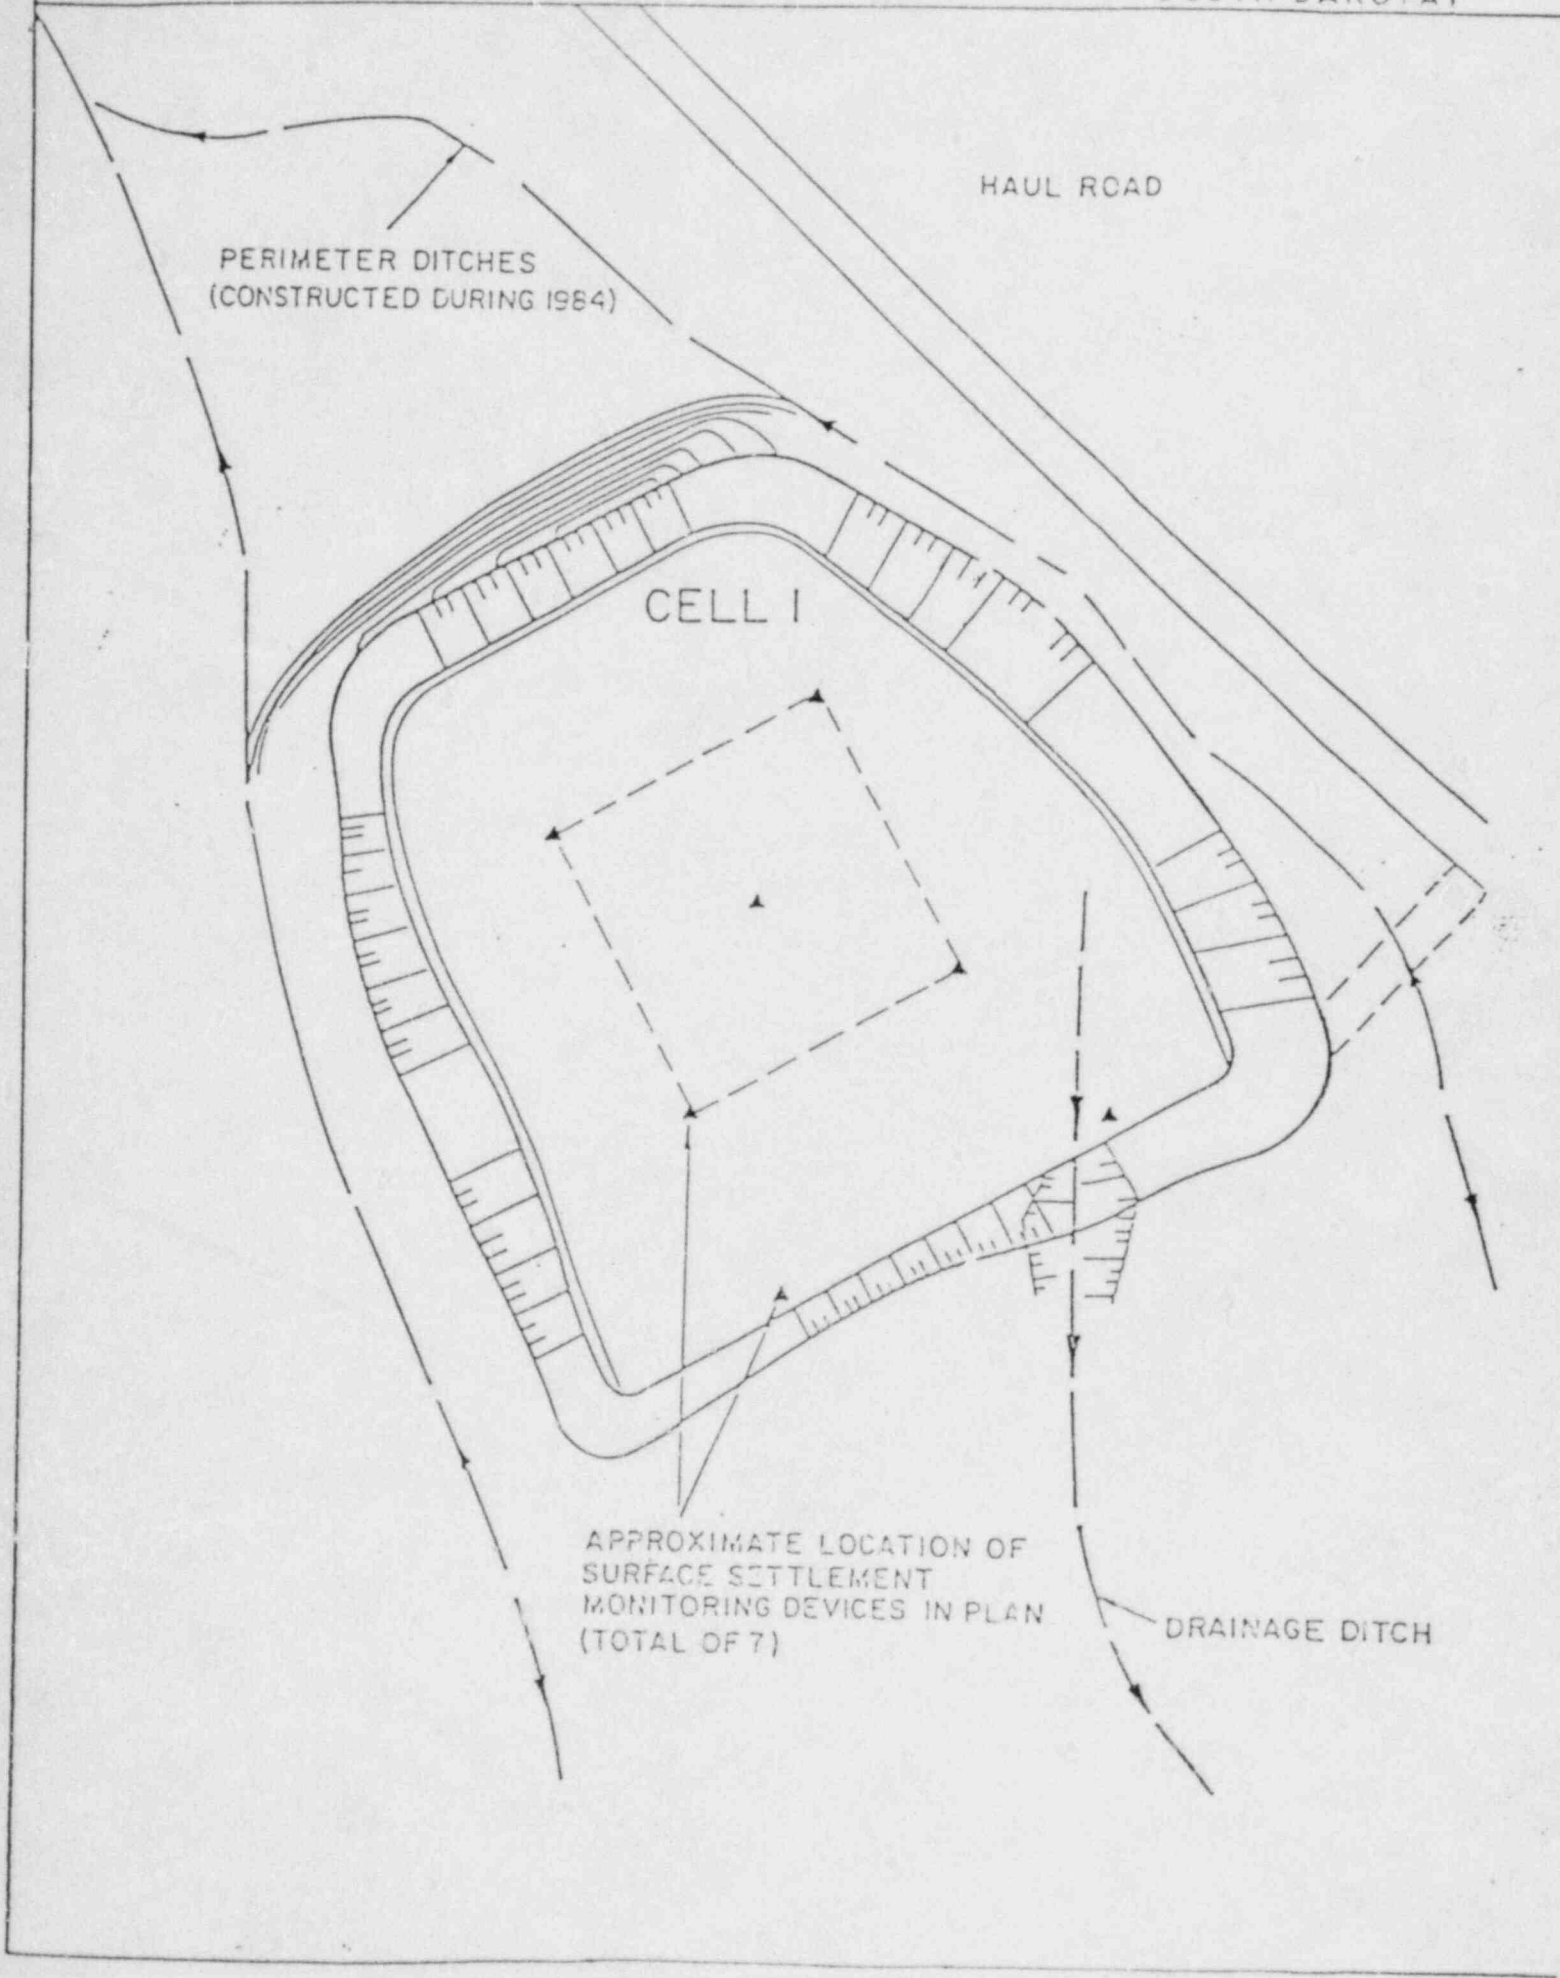 HAUL ROAD
PERIMETER DITCHES
(CONSTRUCTED DURING 1984)
CELL I
APPROXIMATE LOCATION OF
SURFACE SETTLEMENT
MONITORING DEVICES IN PLAN
(TOTAL OF 7)
DRAINAGE DITCH